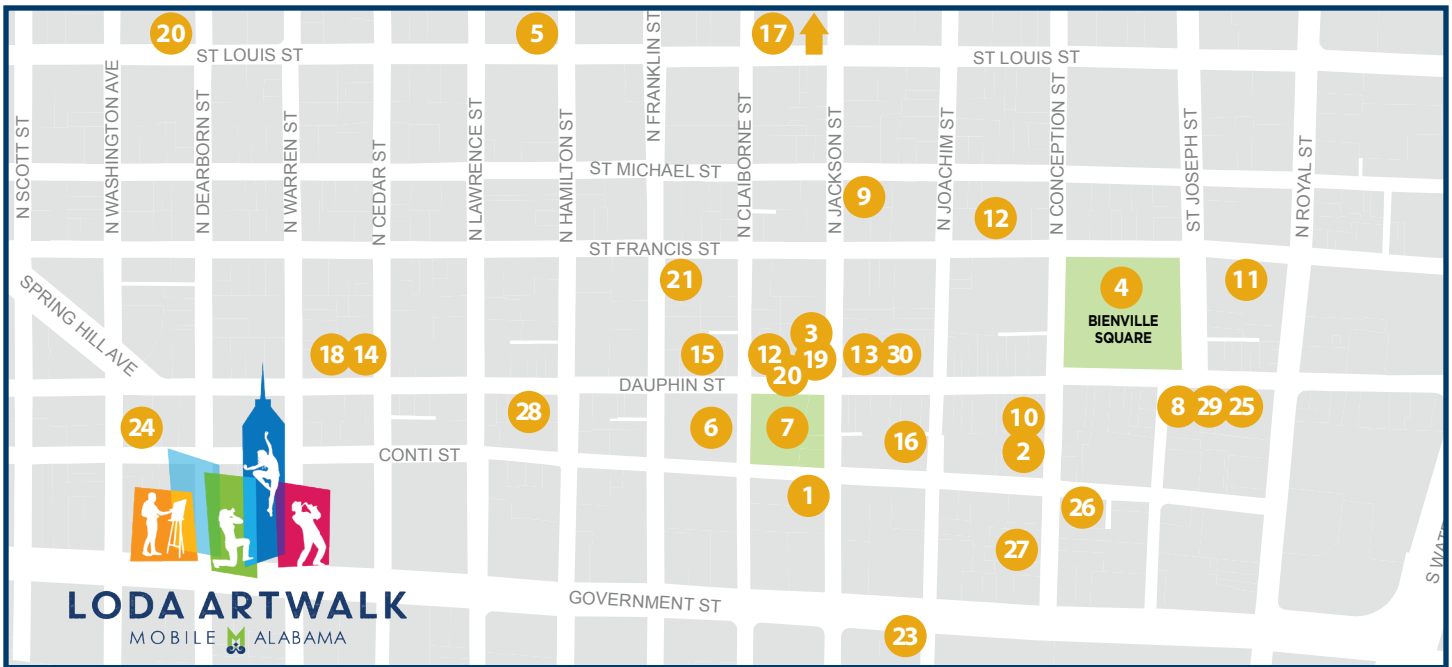 20
5
17
ST LOUIS ST
ST LOUIS ST
N SCOTT ST
N WASHINGTON AVE
N DEARBORN ST
N WARREN ST
N CEDAR ST
N LAWRENCE ST
N HAMILTON ST
N FRANKLIN ST
N CLAIBORNE ST
N JACKSON ST
N JOACHIM ST
N CONCEPTION ST
ST JOSEPH ST
N ROYAL ST
ST MICHAEL ST
9
12
ST FRANCIS ST
21
4
BIENVILLE
SQUARE
11
SPRING HILL AVE
18
14
15
12
3
19
20
13
30
DAUPHIN ST
24
28
6
7
16
10
2
8
29
25
CONTI ST
1
26
27
GOVERNMENT ST
23
LODA ARTWALK
MOBILE M ALABAMA